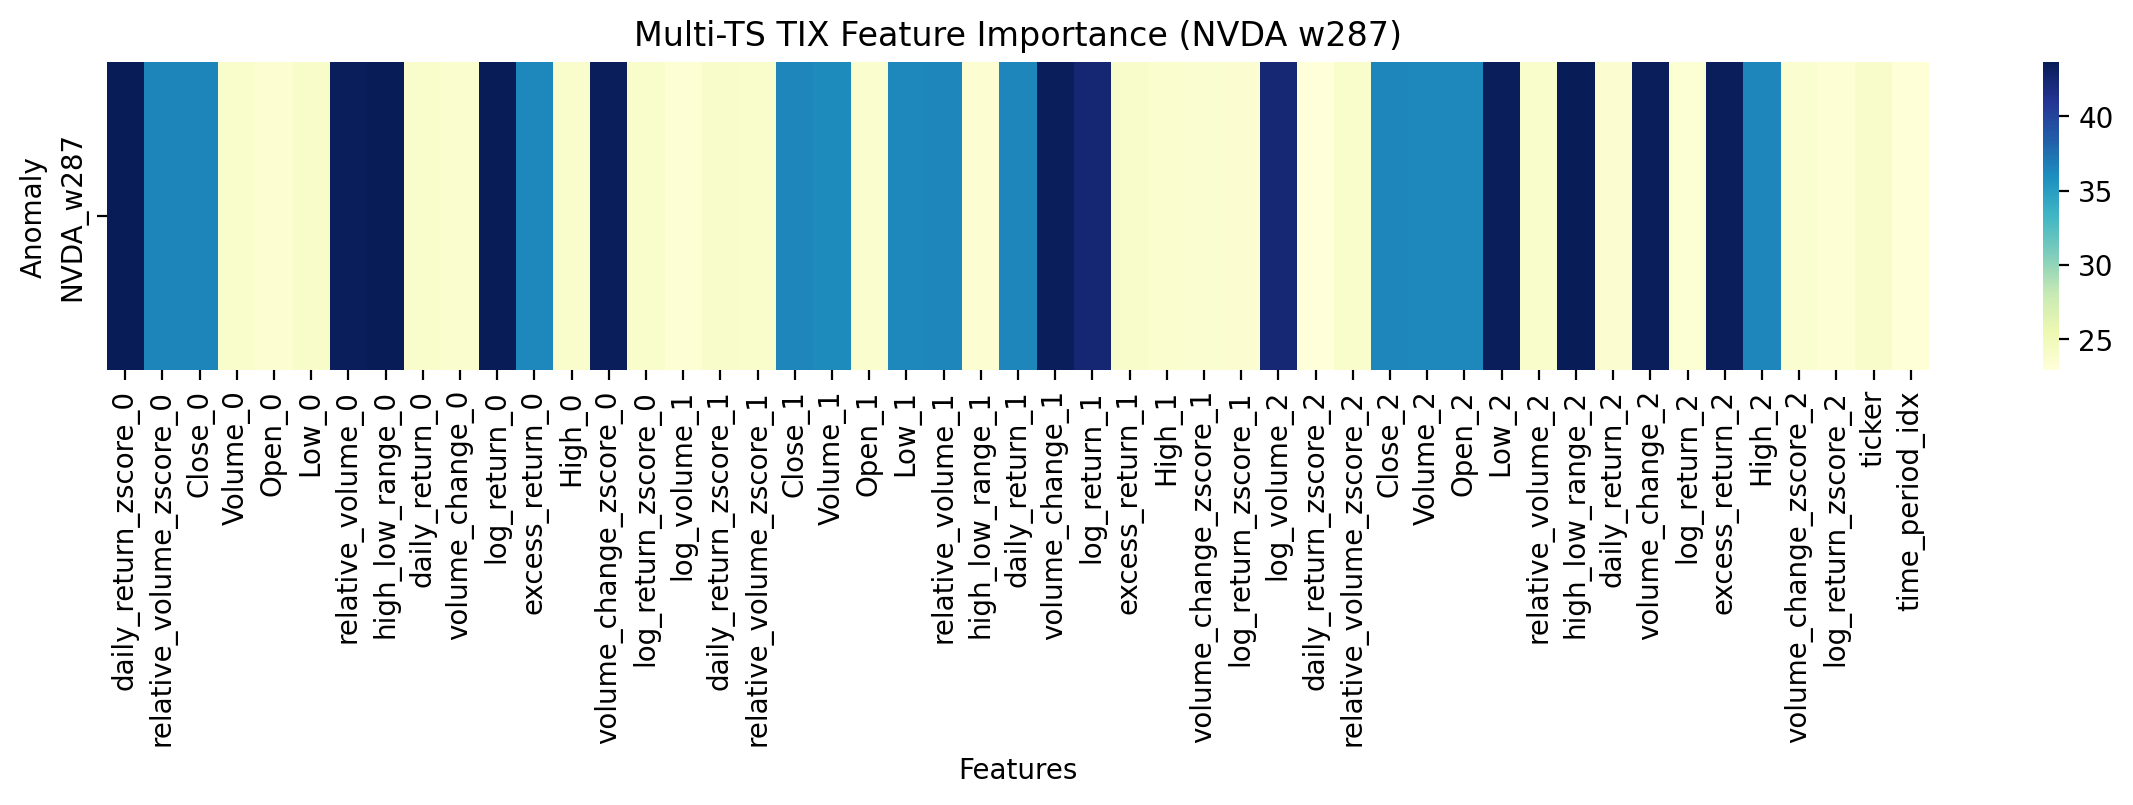 Multi-TS TIX Feature Importance (NVDA w287)
Anomaly
NVDA_w287
40
35
30
25
daily_return_zscore_0
relative_volume_zscore_0
Close_0
Volume_0
Open_0
Low_0
relative_volume_0
high_low_range_0
daily_return_0
volume_change_0
log_return_0
excess_return_0
High_0
volume_change_zscore_0
log_return_zscore_0
log_volume_1
daily_return_zscore_1
relative_volume_zscore_1
Close_1
Volume_1
Open_1
Low_1
relative_volume_1
high_low_range_1
daily_return_1
volume_change_1
log_return_1
excess_return_1
High_1
volume_change_zscore_1
log_return_zscore_1
log_volume_2
daily_return_zscore_2
relative_volume_zscore_2
Close_2
Volume_2
Open_2
Low_2
relative_volume_2
high_low_range_2
daily_return_2
volume_change_2
log_return_2
excess_return_2
High_2
volume_change_zscore_2
log_return_zscore_2
ticker
time_period_idx
Features